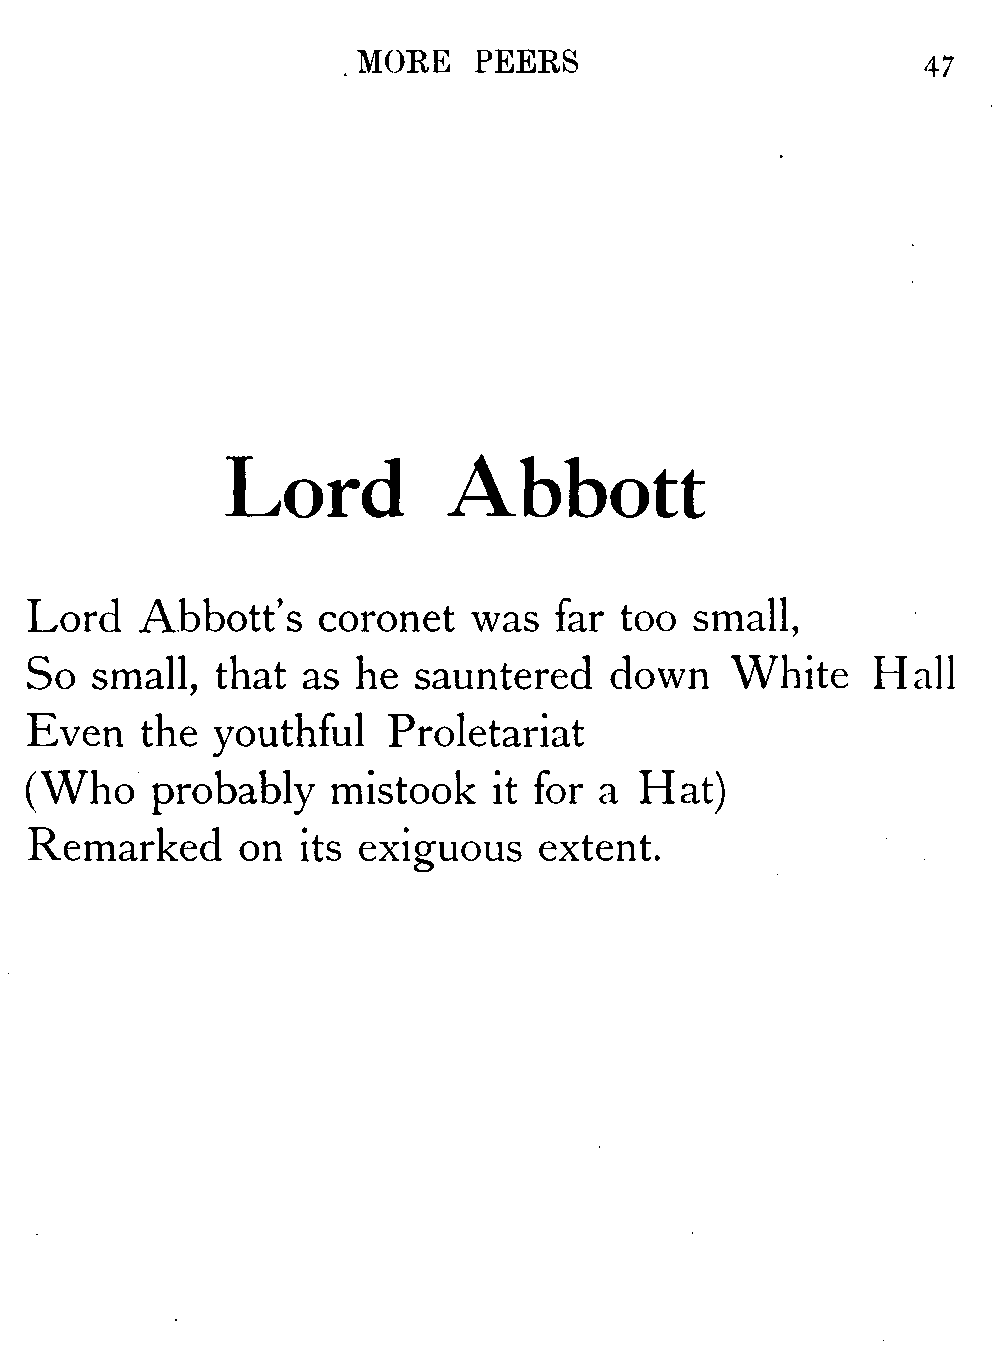 MORE PEERS 47
Lord Abbott
Lord Abbott's coronet was far too small,
So small, that as he sauntered down White Hall
Even the youthful Proletariat
(Who probably mistook it for a Hat)
Remarked on its exiguous extent.